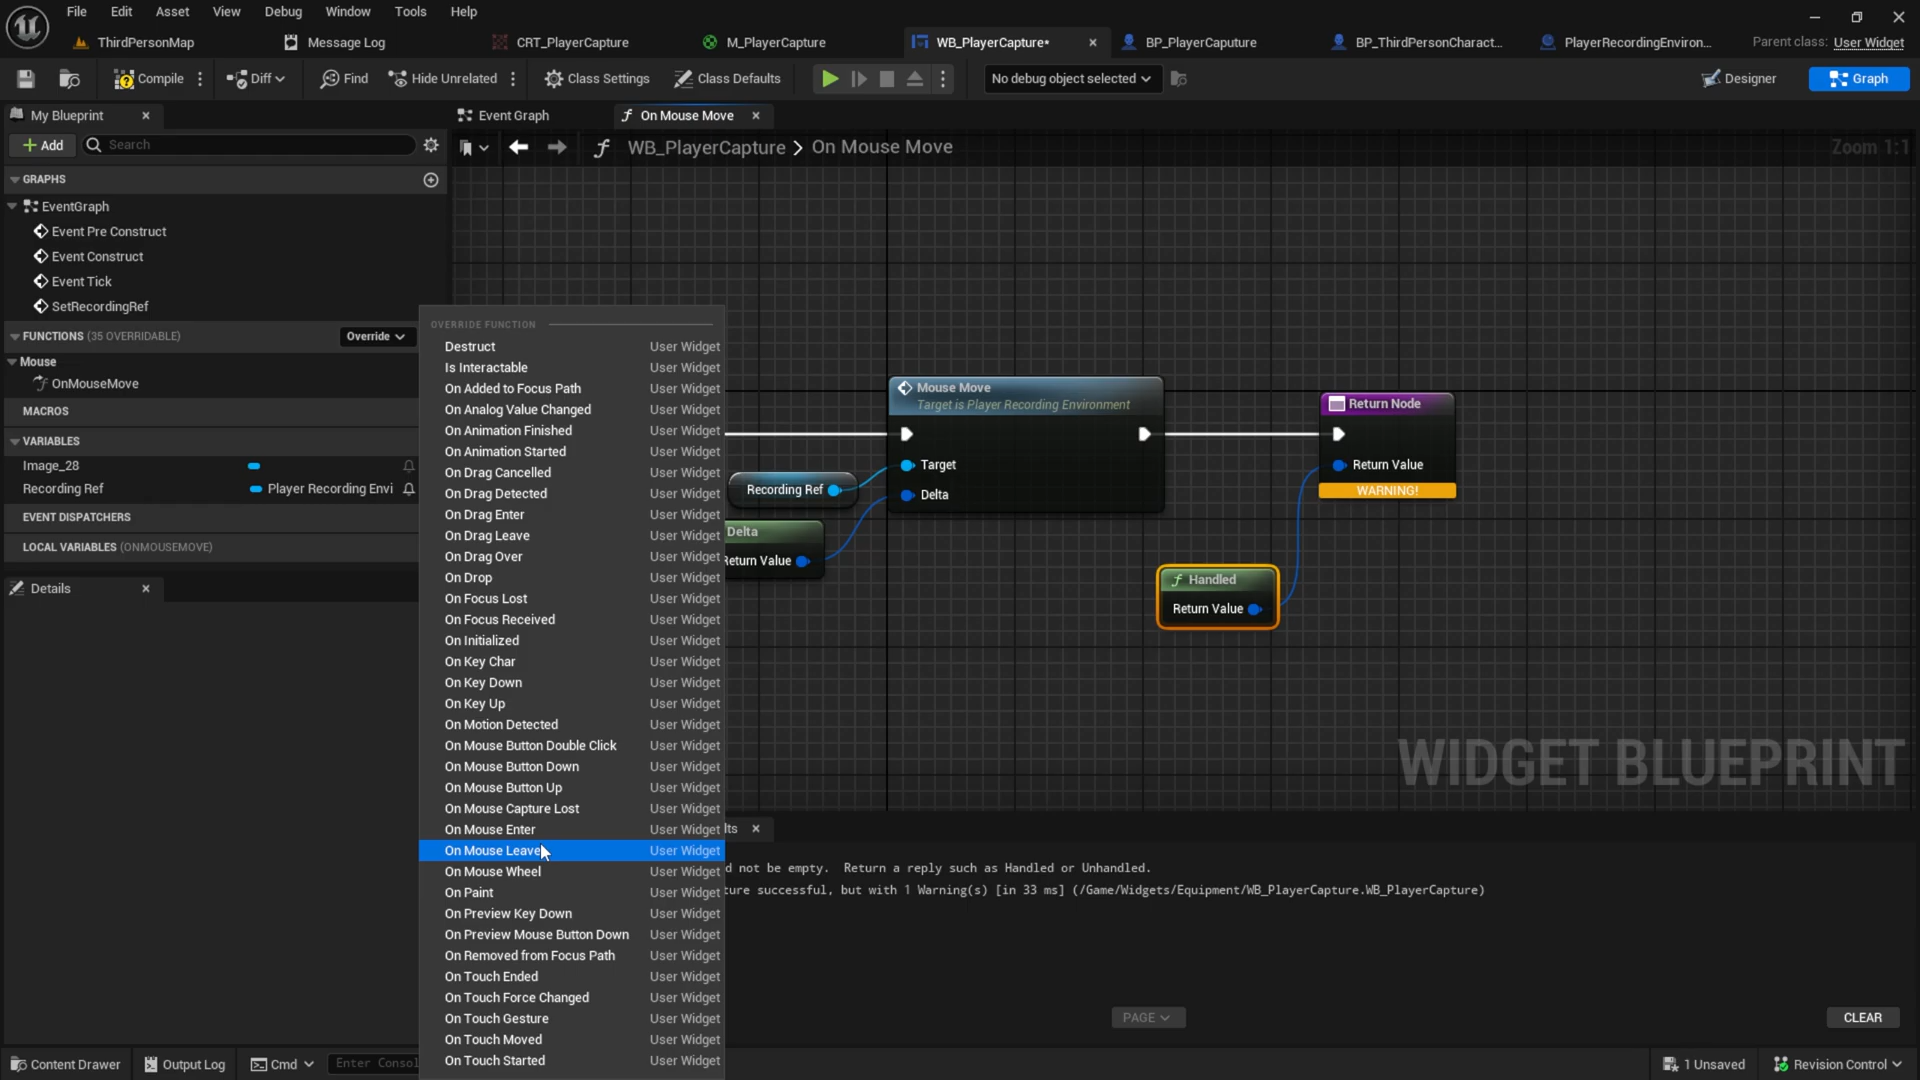 File Edit Asset View Debug Window Tools Help
ThirdPersonMap Message Log CRT_PlayerCapture M_PlayerCapture WB_PlayerCapture* BP_PlayerCaputure BP_ThirdPersonCharact... PlayerRecordingEnviron... Parent class: User Widget
Compile Diff Find Hide Unrelated Class Settings Class Defaults No debug object selected Designer Graph
My Blueprint Event Graph On Mouse Move
Add Search WB_PlayerCapture > On Mouse Move Zoom 1:1
GRAPHS
EventGraph
Event Pre Construct
Event Construct
Event Tick
SetRecordingRef
FUNCTIONS (35 OVERRIDABLE) Override
Mouse
OnMouseMove
MACROS
VARIABLES
Image_28
Recording Ref Player Recording Envi
EVENT DISPATCHERS
LOCAL VARIABLES (ONMOUSEMOVE)
Details
OVERRIDE FUNCTION
Destruct User Widget
Is Interactable User Widget
On Added to Focus Path User Widget
On Analog Value Changed User Widget
On Animation Finished User Widget
On Animation Started User Widget
On Drag Cancelled User Widget
On Drag Detected User Widget
On Drag Enter User Widget
On Drag Leave User Widget
On Drag Over User Widget
On Drop User Widget
On Focus Lost User Widget
On Focus Received User Widget
On Initialized User Widget
On Key Char User Widget
On Key Down User Widget
On Key Up User Widget
On Motion Detected User Widget
On Mouse Button Double Click User Widget
On Mouse Button Down User Widget
On Mouse Button Up User Widget
On Mouse Capture Lost User Widget
On Mouse Enter User Widget
On Mouse Leave User Widget
On Mouse Wheel User Widget
On Paint User Widget
On Preview Key Down User Widget
On Preview Mouse Button Down User Widget
On Removed from Focus Path User Widget
On Touch Ended User Widget
On Touch Force Changed User Widget
On Touch Gesture User Widget
On Touch Moved User Widget
On Touch Started User Widget
Mouse Move
Target is Player Recording Environment
Target
Delta
Recording Ref
Delta
Return Value
Return Node
Return Value
WARNING!
Handled
Return Value
WIDGET BLUEPRINT
lts
d not be empty. Return a reply such as Handled or Unhandled.
ture successful, but with 1 Warning(s) [in 33 ms] (/Game/Widgets/Equipment/WB_PlayerCapture.WB_PlayerCapture)
PAGE CLEAR
Content Drawer Output Log Cmd Enter Consol 1 Unsaved Revision Control